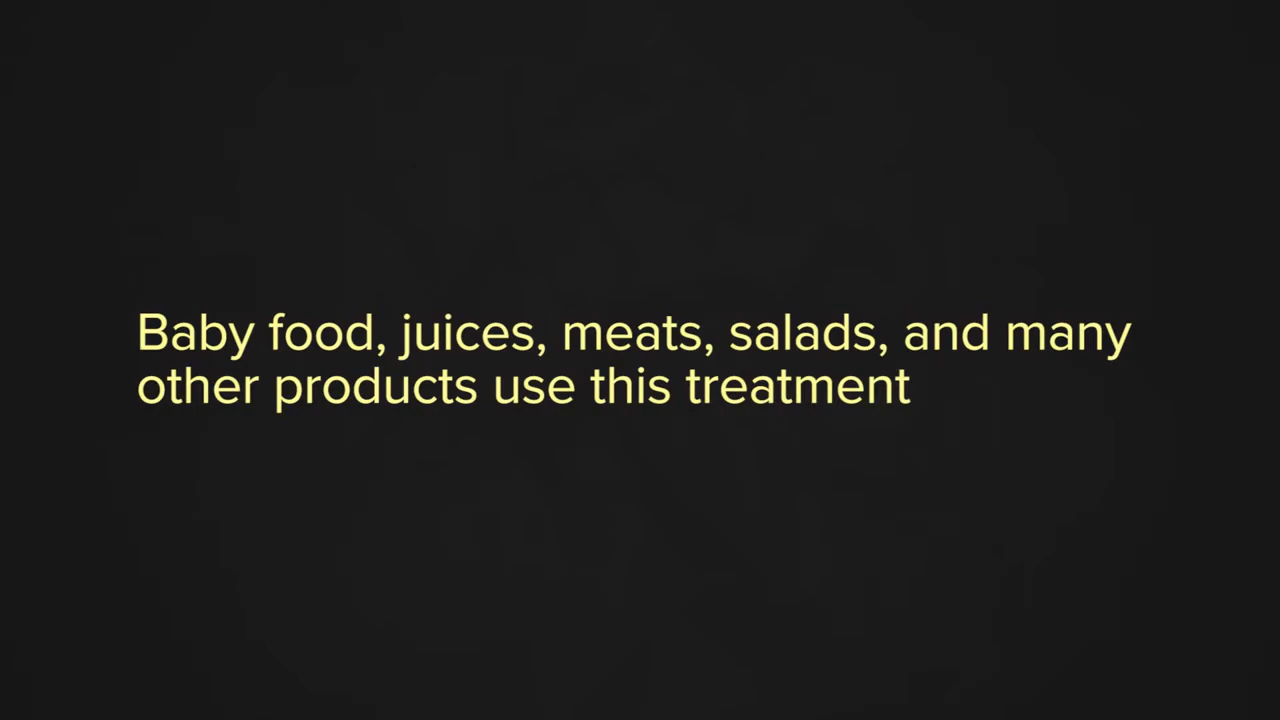 Baby food, juices, meats, salads, and many
other products use this treatment